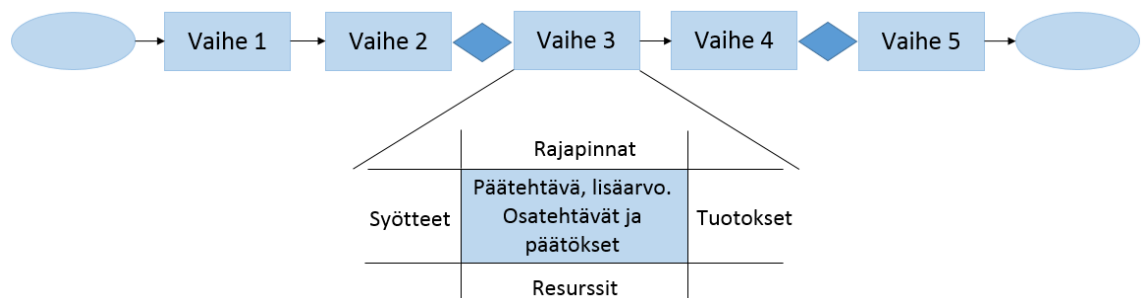 Vaihe 1
Vaihe 2
Vaihe 3
Vaihe 4
Vaihe 5
Rajapinnat
Syötteet
Päätehtävä, lisäarvo.
Osatehtävät ja
päätökset
Tuotokset
Resurssit